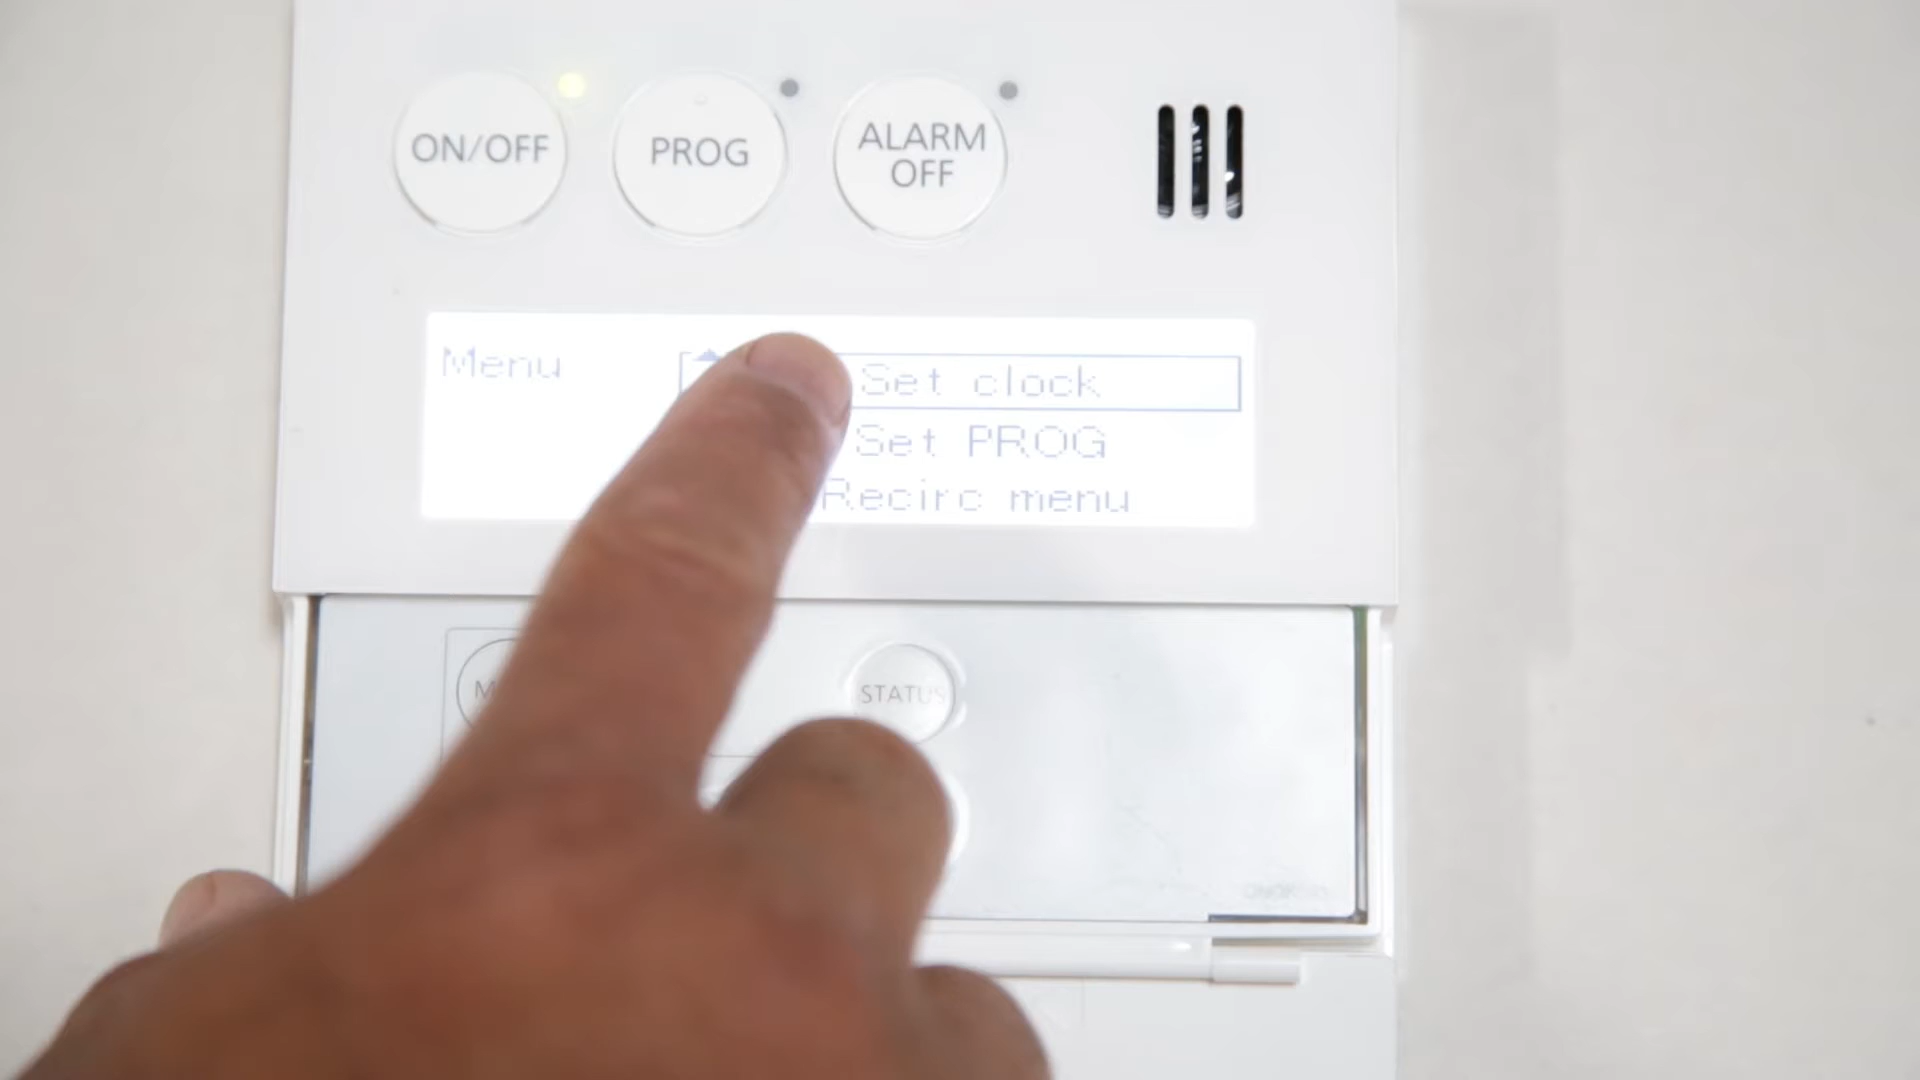 ON/OFF
PROG
ALARM
OFF
Menu
Set clock
Set PROG
Recirc menu
STATUS